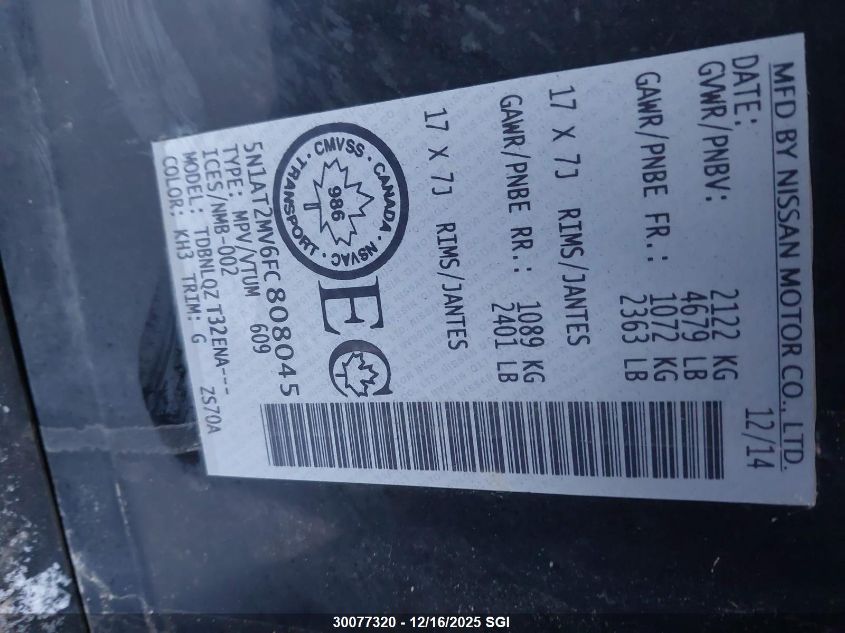 MFD BY NISSAN MOTOR CO., LTD.
DATE: 12/14
GVWR/PNBV: 2122 KG
4679 LB
GAWR/PNBE FR.: 1072 KG
2363 LB
17 X 7J RIMS/JANTES
GAWR/PNBE RR.: 1089 KG
2401 LB
17 X 7J RIMS/JANTES
CMVSS · CANADA · NSVAC · TRANSPORT ·
986
EC
5N1AT2MV6FC808045
TYPE: MPV/VTUM 609
ICES/NMB-002
MODEL: TDBNLQZ T32ENA---
COLOR: KH3 TRIM: G ZS70A
30077320 - 12/16/2025 SGI